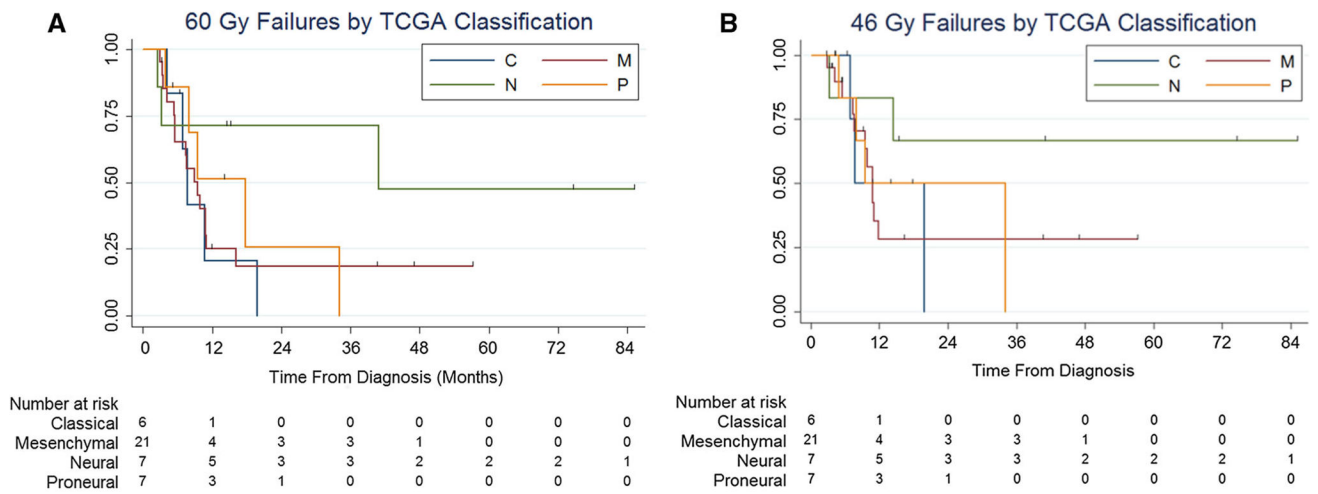 A
60 Gy Failures by TCGA Classification
C M
N P
1.00
0.75
0.50
0.25
0.00
0 12 24 36 48 60 72 84
Time From Diagnosis (Months)
Number at risk
Classical 6 1 0 0 0 0 0 0
Mesenchymal 21 4 3 3 1 0 0 0
Neural 7 5 3 3 2 2 2 1
Proneural 7 3 1 0 0 0 0 0
B
46 Gy Failures by TCGA Classification
C M
N P
1.00
0.75
0.50
0.25
0.00
0 12 24 36 48 60 72 84
Time From Diagnosis
Number at risk
Classical 6 1 0 0 0 0 0 0
Mesenchymal 21 4 3 3 1 0 0 0
Neural 7 5 3 3 2 2 2 1
Proneural 7 3 1 0 0 0 0 0